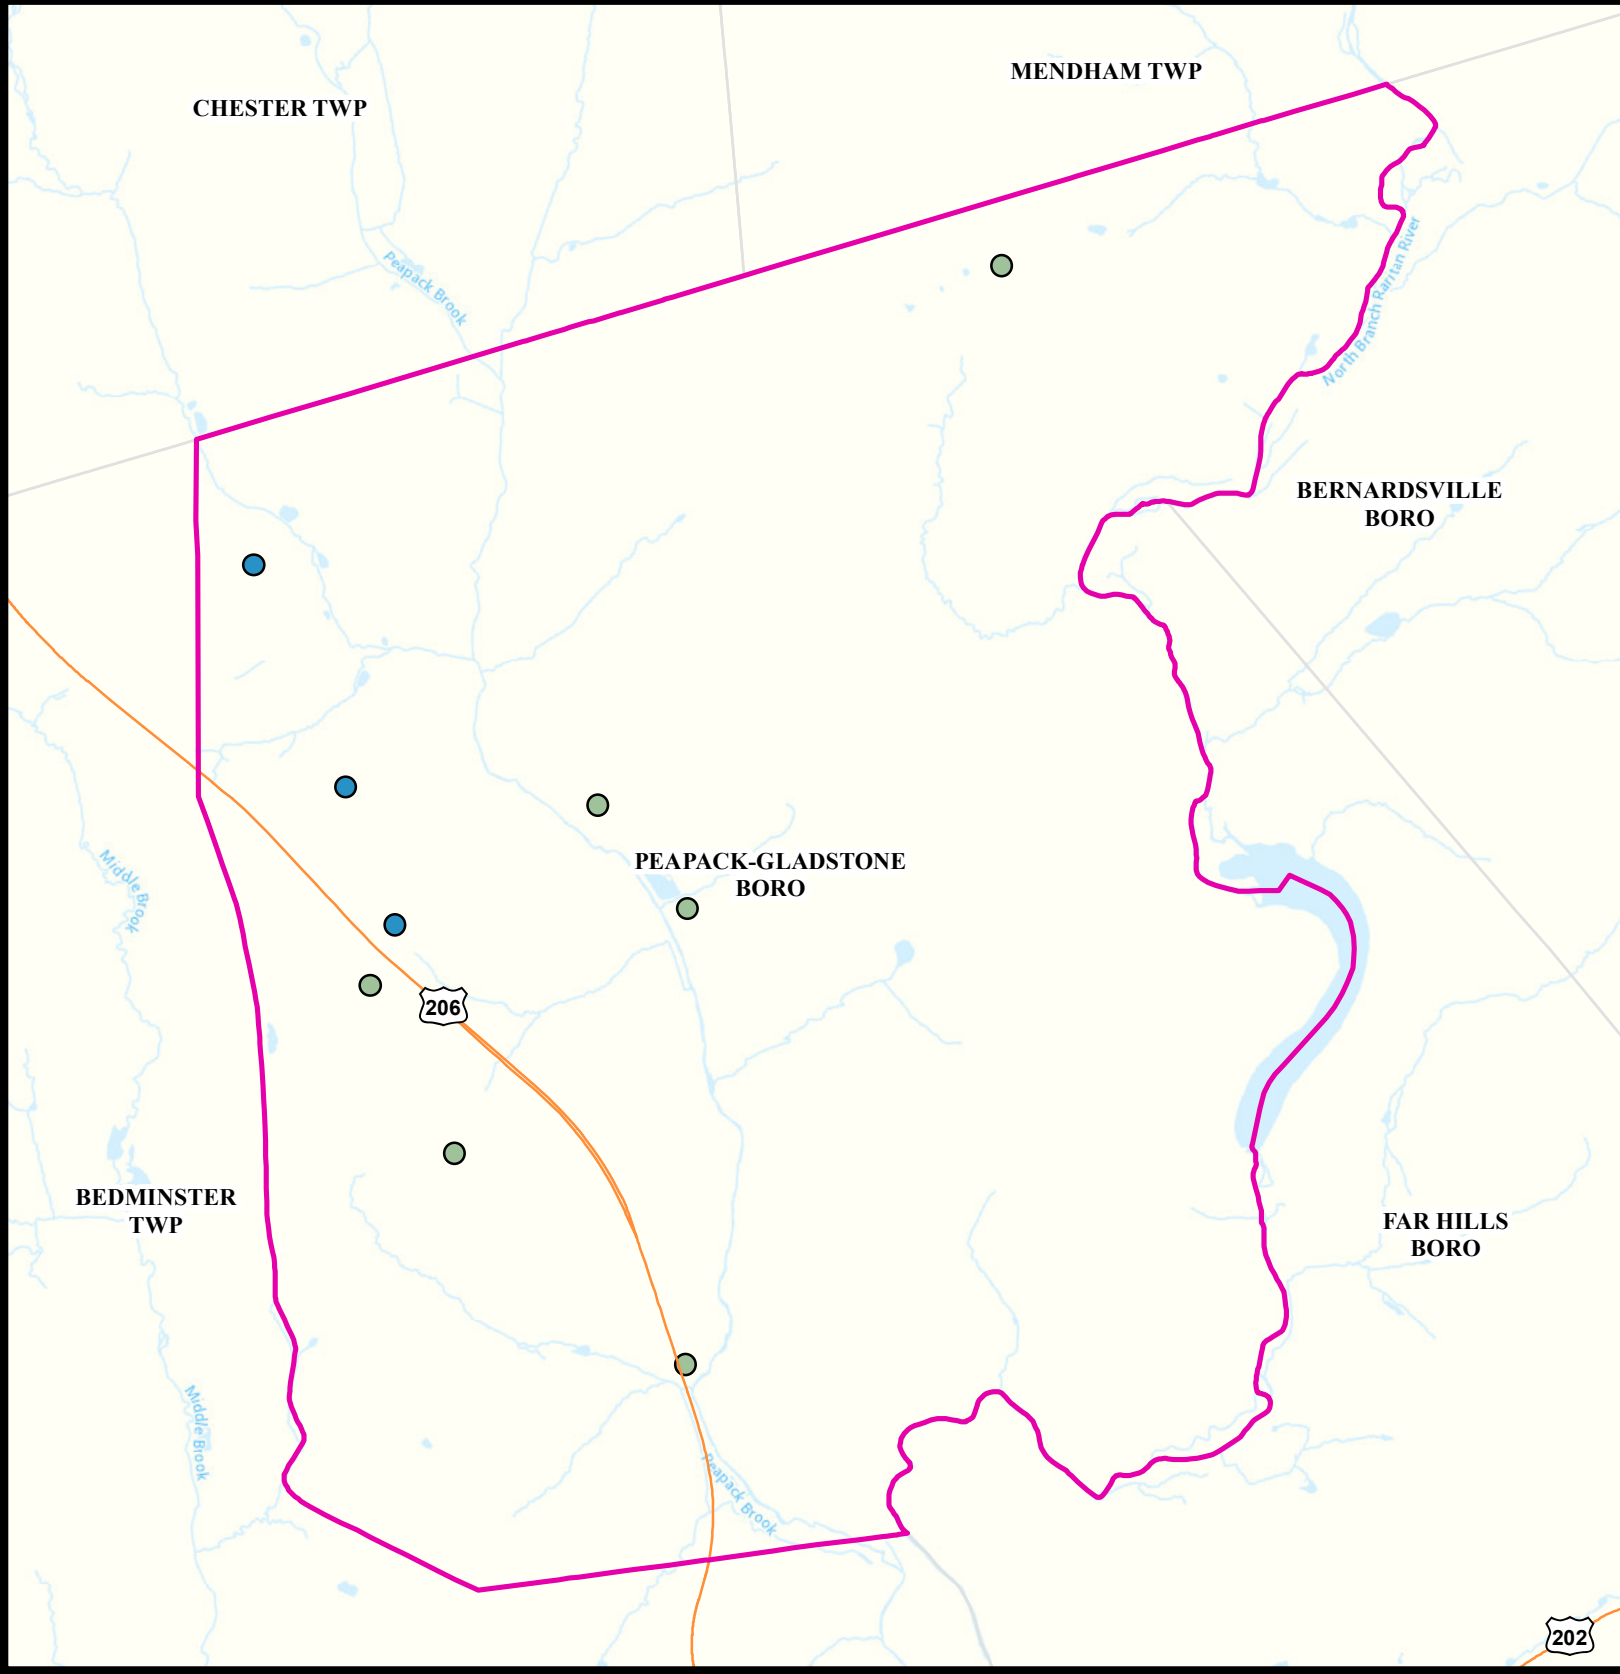 MENDHAM TWP
CHESTER TWP
Peapack Brook
North Branch Raritan River
BERNARDSVILLE
BORO
PEAPACK-GLADSTONE
BORO
Middle Brook
206
BEDMINSTER
TWP
FAR HILLS
BORO
Middle Brook
Peapack Brook
202